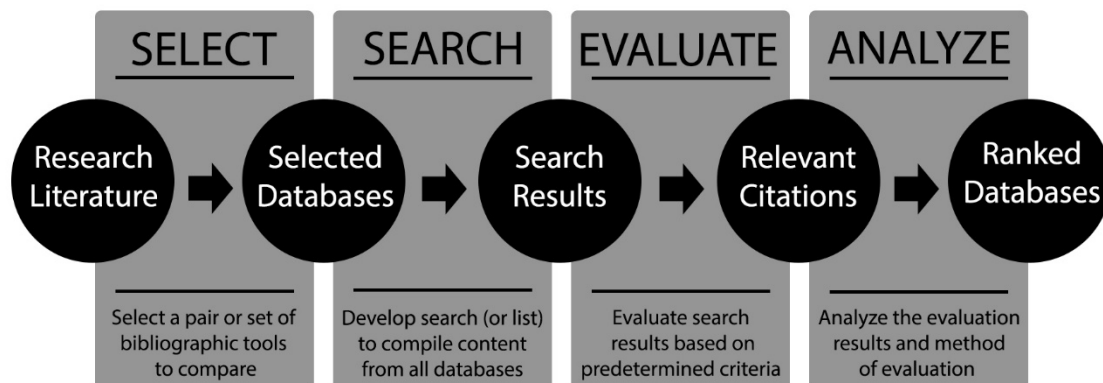 SELECT
SEARCH
EVALUATE
ANALYZE
Research
Literature
Selected
Databases
Search
Results
Relevant
Citations
Ranked
Databases
Select a pair or set of
bibliographic tools
to compare
Develop search (or list)
to compile content
from all databases
Evaluate search
results based on
predetermined criteria
Analyze the evaluation
results and method
of evaluation